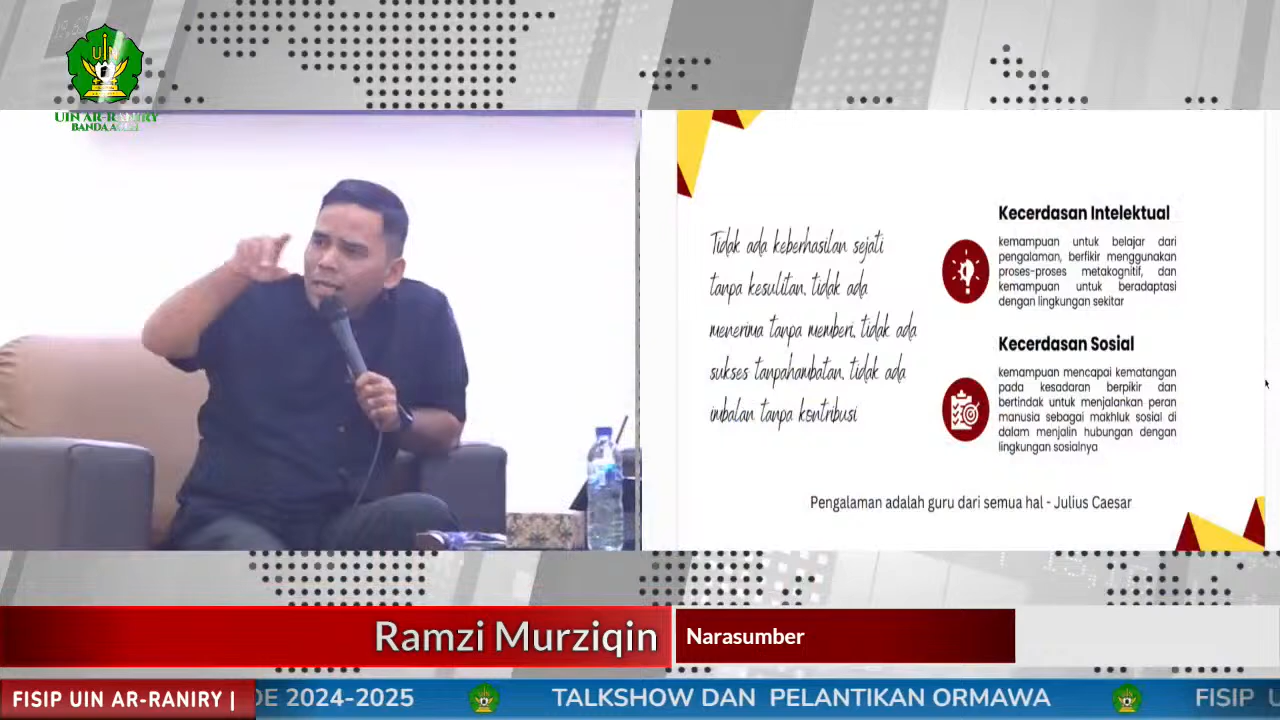 UIN
UIN AR-RANIRY
Tidak ada keberhasilan sejati
tanpa kesulitan, tidak ada
menerima tanpa memberi, tidak ada
sukses tanpahambatan, tidak ada
imbalan tanpa kontribusi
Kecerdasan Intelektual
kemampuan untuk belajar dari
pengalaman, berfikir menggunakan
proses-proses metakognitif, dan
kemampuan untuk beradaptasi
dengan lingkungan sekitar
Kecerdasan Sosial
kemampuan mencapai kematangan
pada kesadaran berpikir dan
bertindak untuk menjalankan peran
manusia sebagai makhluk sosial di
dalam menjalin hubungan dengan
lingkungan sosialnya
Pengalaman adalah guru dari semua hal - Julius Caesar
Ramzi Murziqin
Narasumber
FISIP UIN AR-RANIRY |
DE 2024-2025
TALKSHOW DAN PELANTIKAN ORMAWA
FISIP